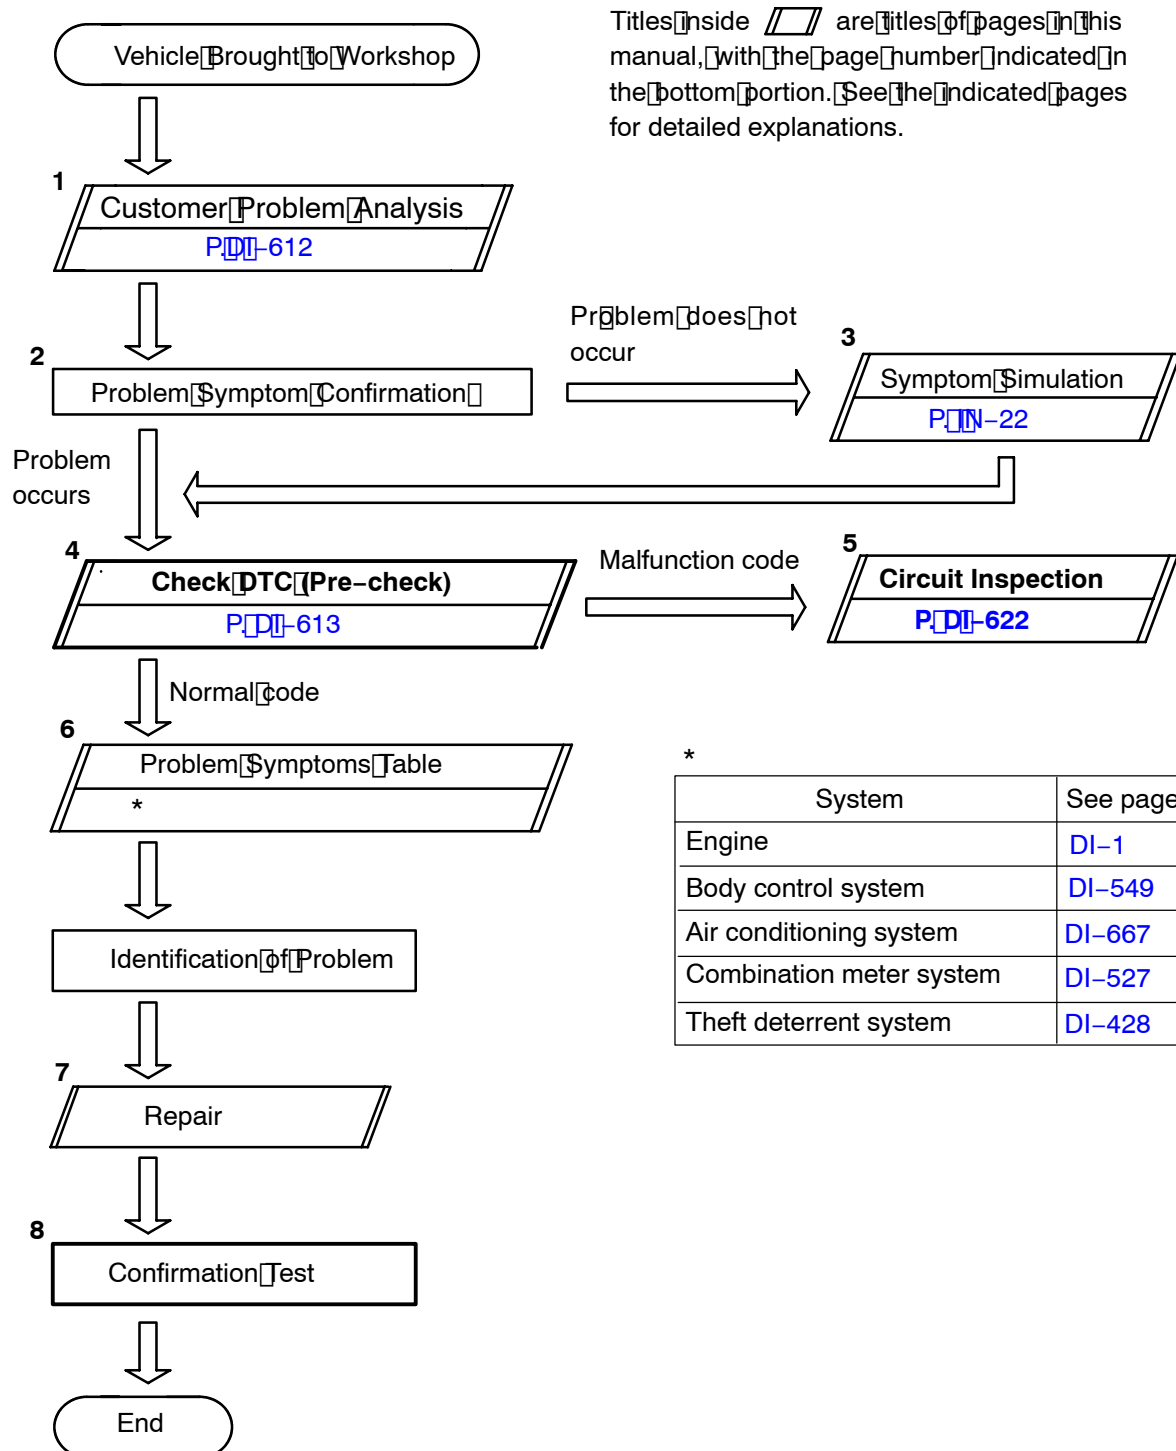 Vehicle Brought to Workshop
Titles inside are titles of pages in this
manual, with the page number indicated in
the bottom portion. See the indicated pages
for detailed explanations.
1
Customer Problem Analysis
P. DI–612
2
Problem Symptom Confirmation
Problem does not
occur
3
Symptom Simulation
P. IN–22
Problem
occurs
4
Check DTC (Pre–check)
P. DI–613
Malfunction code
5
Circuit Inspection
P. DI–622
Normal code
6
Problem Symptoms Table
*
*
System See page
Engine DI–1
Body control system DI–549
Air conditioning system DI–667
Combination meter system DI–527
Theft deterrent system DI–428
Identification of Problem
7
Repair
8
Confirmation Test
End